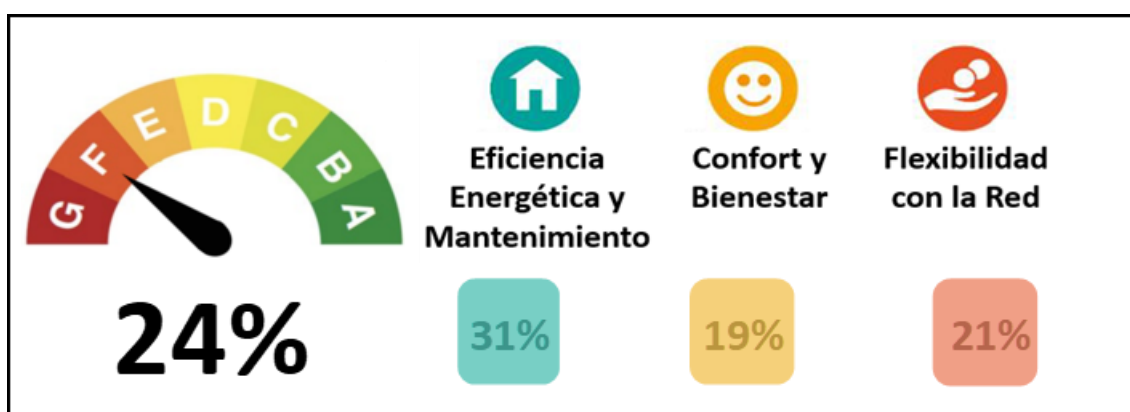 G
F
E
D
C
B
A
24%
Eficiencia
Energética y
Mantenimiento
31%
Confort y
Bienestar
19%
Flexibilidad
con la Red
21%